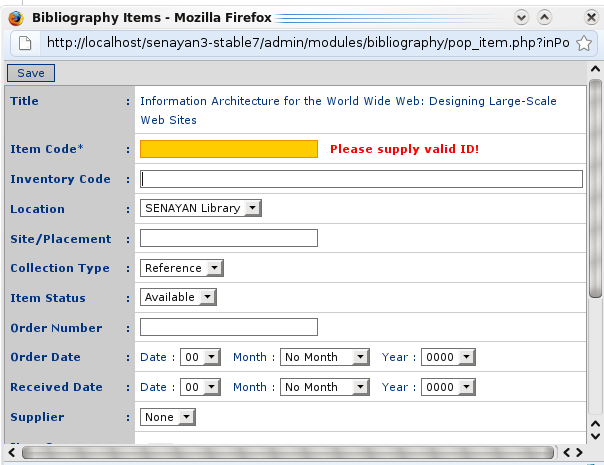 Bibliography Items - Mozilla Firefox
http://localhost/senayan3-stable7/admin/modules/bibliography/pop_item.php?inPo
Save
Title : Information Architecture for the World Wide Web: Designing Large-Scale
Web Sites
Item Code* : Please supply valid ID!
Inventory Code :
Location : SENAYAN Library
Site/Placement :
Collection Type : Reference
Item Status : Available
Order Number :
Order Date : Date : 00 Month : No Month Year : 0000
Received Date : Date : 00 Month : No Month Year : 0000
Supplier : None